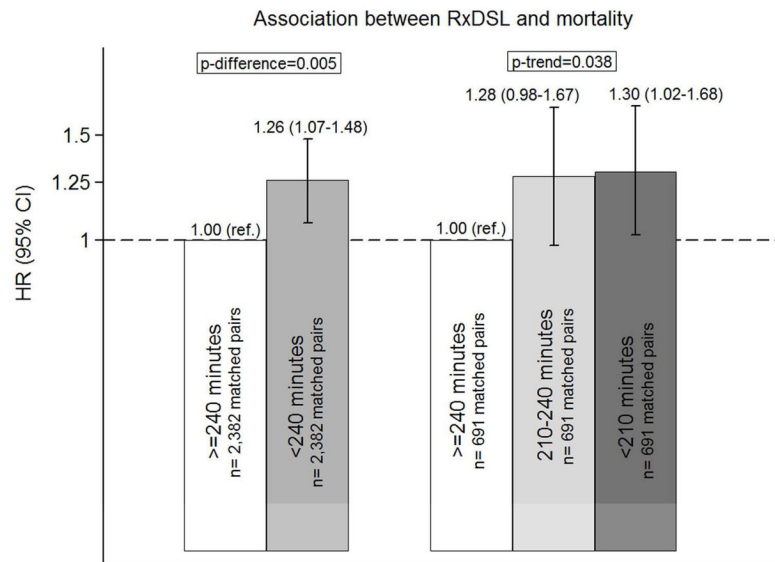 Association between RxDSL and mortality
p-difference=0.005
p-trend=0.038
1.28 (0.98-1.67)
1.30 (1.02-1.68)
1.26 (1.07-1.48)
1.5
1.25
1
HR (95% CI)
1.00 (ref.)
1.00 (ref.)
>=240 minutes
n= 2,382 matched pairs
<240 minutes
n= 2,382 matched pairs
>=240 minutes
n= 691 matched pairs
210-240 minutes
n= 691 matched pairs
<210 minutes
n= 691 matched pairs